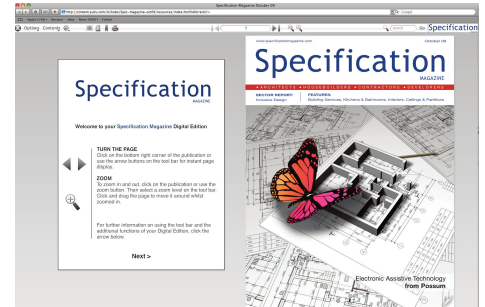 Specification Magazine October 09
Google
Options Contents
Search
Go
Specification
Specification
MAGAZINE
Welcome to your Specification Magazine Digital Edition
TURN THE PAGE
Click on the bottom right corner of the publication or
use the arrow buttons on the tool bar for instant page
display.
ZOOM
To zoom in and out, click on the publication or use the
zoom button. Then select a zoom level on the tool bar
Click and drag the page to move it around whilst
zoomed in.
For further information on using the tool bar and the
additional functions of your Digital Edition, click the
arrow below.
Next >
www.specificationmagazine.com
October 09
Specification
MAGAZINE
ARCHITECTS HOUSEBUILDERS CONTRACTORS DEVELOPERS
SECTOR REPORT:
Inclusive Design
FEATURES:
Building Services, Kitchens & Bathrooms, Interiors, Ceilings & Partitions
Electronic Assistive Technology
from Possum